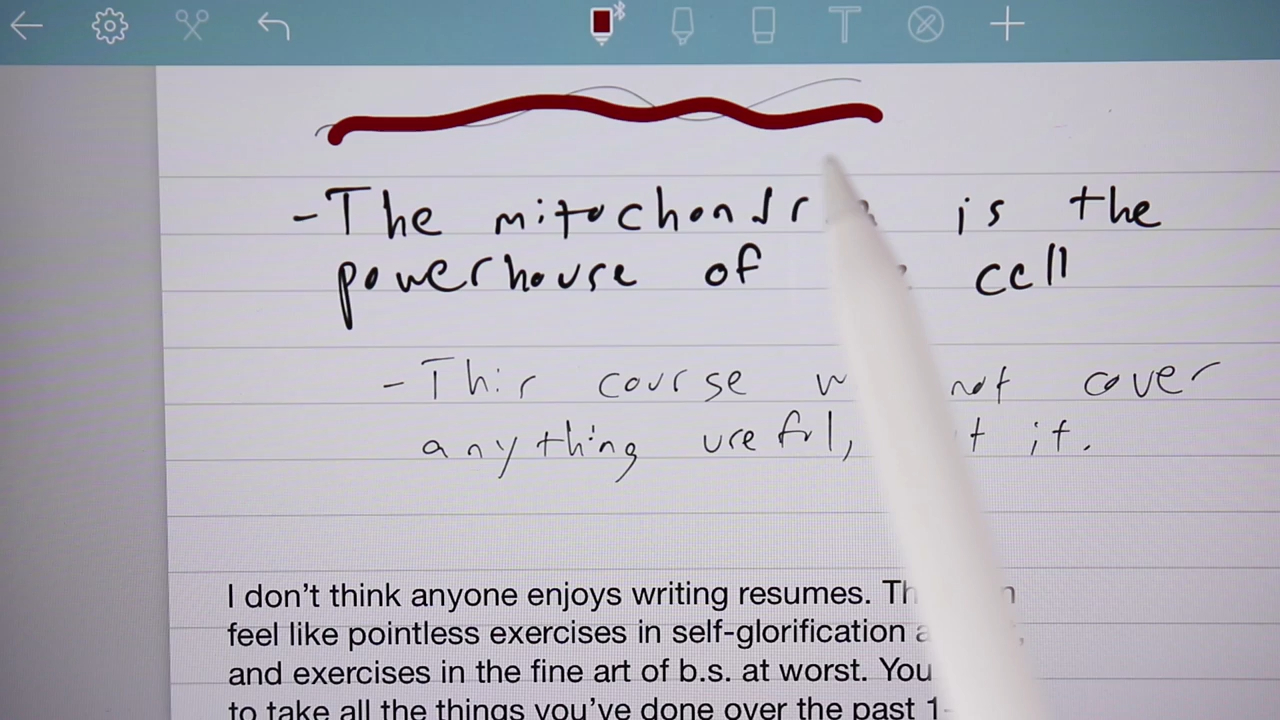 - The is the
powerhouse of cell
- This course not cover
anything useful, it.
I don't think anyone enjoys writing resumes.
feel like pointless exercises in self-glorification
and exercises in the fine art of b.s. at worst. You
to take all the things you've done over the past